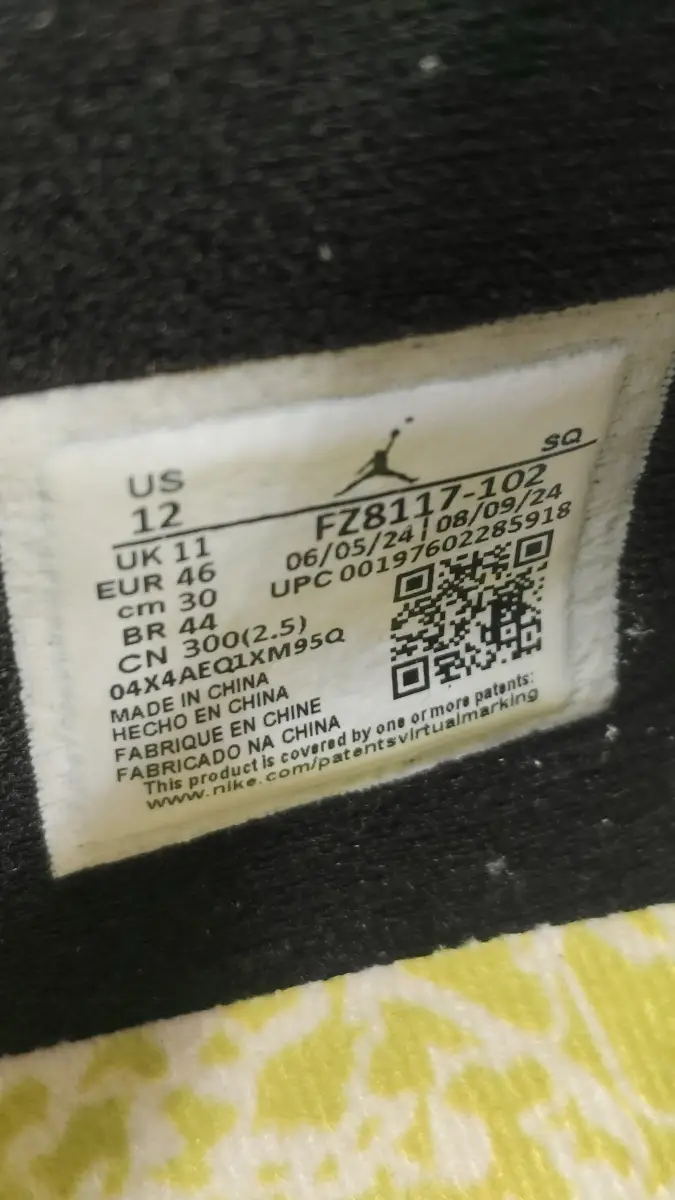 US
12
SQ
FZ8117-102
06/05/24 | 08/09/24
UPC 00197602285918
UK 11
EUR 46
cm 30
BR 44
CN 300(2.5)
04X4AEQ1XM95Q
MADE IN CHINA
HECHO EN CHINA
FABRIQUE EN CHINE
FABRICADO NA CHINA
This product is covered by one or more patents:
www.nike.com/patentsvirtualmarking